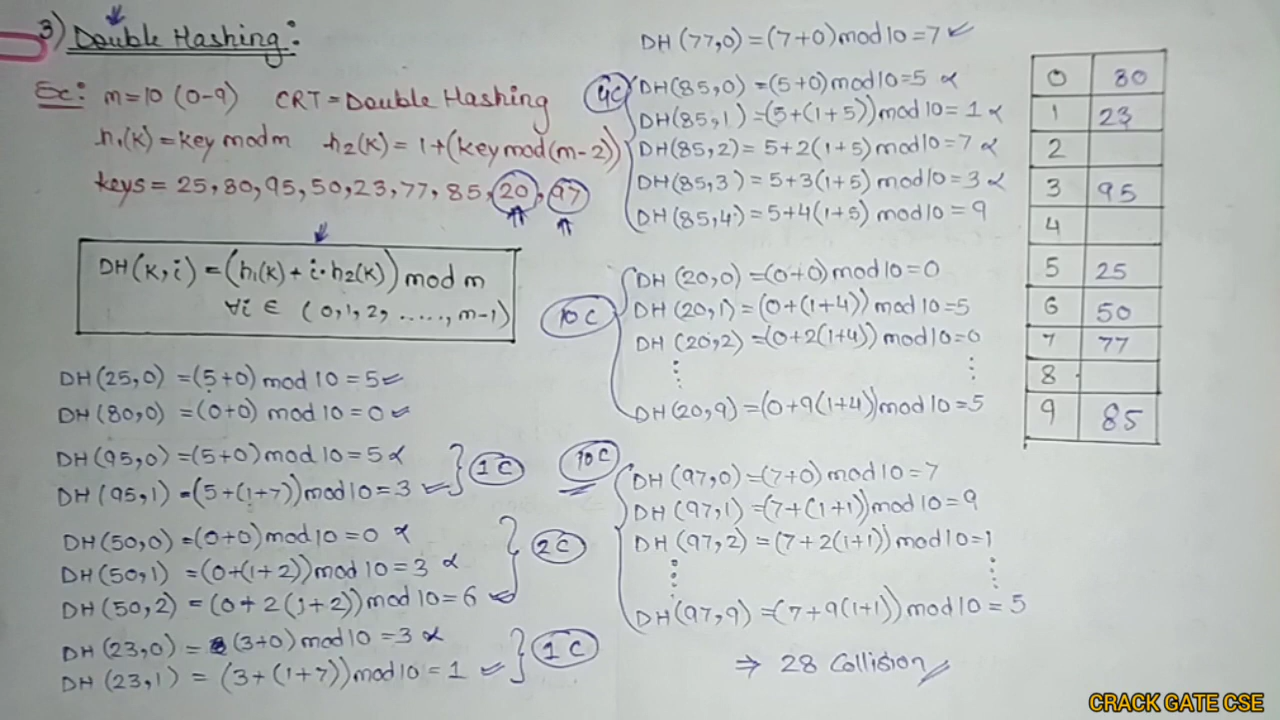 3) Double Hashing:
Ex: m=10 (0-9) CRT = Double Hashing
h1(K) = key mod m h2(K) = 1+(key mod(m-2))
keys = 25, 80, 95, 50, 23, 77, 85, 20, 97
DH(K,i) = (h1(K) + i·h2(K)) mod m
∀i ∈ (0,1,2, ....., m-1)
DH(25,0) = (5+0) mod 10 = 5 ✓
DH(80,0) = (0+0) mod 10 = 0 ✓
DH(95,0) = (5+0) mod 10 = 5 x
DH(95,1) = (5+(1+7)) mod 10 = 3 ✓
1C
DH(50,0) = (0+0) mod 10 = 0 x
DH(50,1) = (0+(1+2)) mod 10 = 3 x
DH(50,2) = (0+2(1+2)) mod 10 = 6 ✓
2C
DH(23,0) = (3+0) mod 10 = 3 x
DH(23,1) = (3+(1+7)) mod 10 = 1 ✓
1C
DH(77,0) = (7+0) mod 10 = 7 ✓
4C
DH(85,0) = (5+0) mod 10 = 5 x
DH(85,1) = (5+(1+5)) mod 10 = 1 x
DH(85,2) = 5+2(1+5) mod 10 = 7 x
DH(85,3) = 5+3(1+5) mod 10 = 3 x
DH(85,4) = 5+4(1+5) mod 10 = 9
10C
DH(20,0) = (0+0) mod 10 = 0
DH(20,1) = (0+(1+4)) mod 10 = 5
DH(20,2) = (0+2(1+4)) mod 10 = 0
DH(20,9) = (0+9(1+4)) mod 10 = 5
10C
DH(97,0) = (7+0) mod 10 = 7
DH(97,1) = (7+(1+1)) mod 10 = 9
DH(97,2) = (7+2(1+1)) mod 10 = 1
DH(97,9) = (7+9(1+1)) mod 10 = 5
⇒ 28 Collision
0 80
1 23
2
3 95
4
5 25
6 50
7 77
8
9 85
CRACK GATE CSE